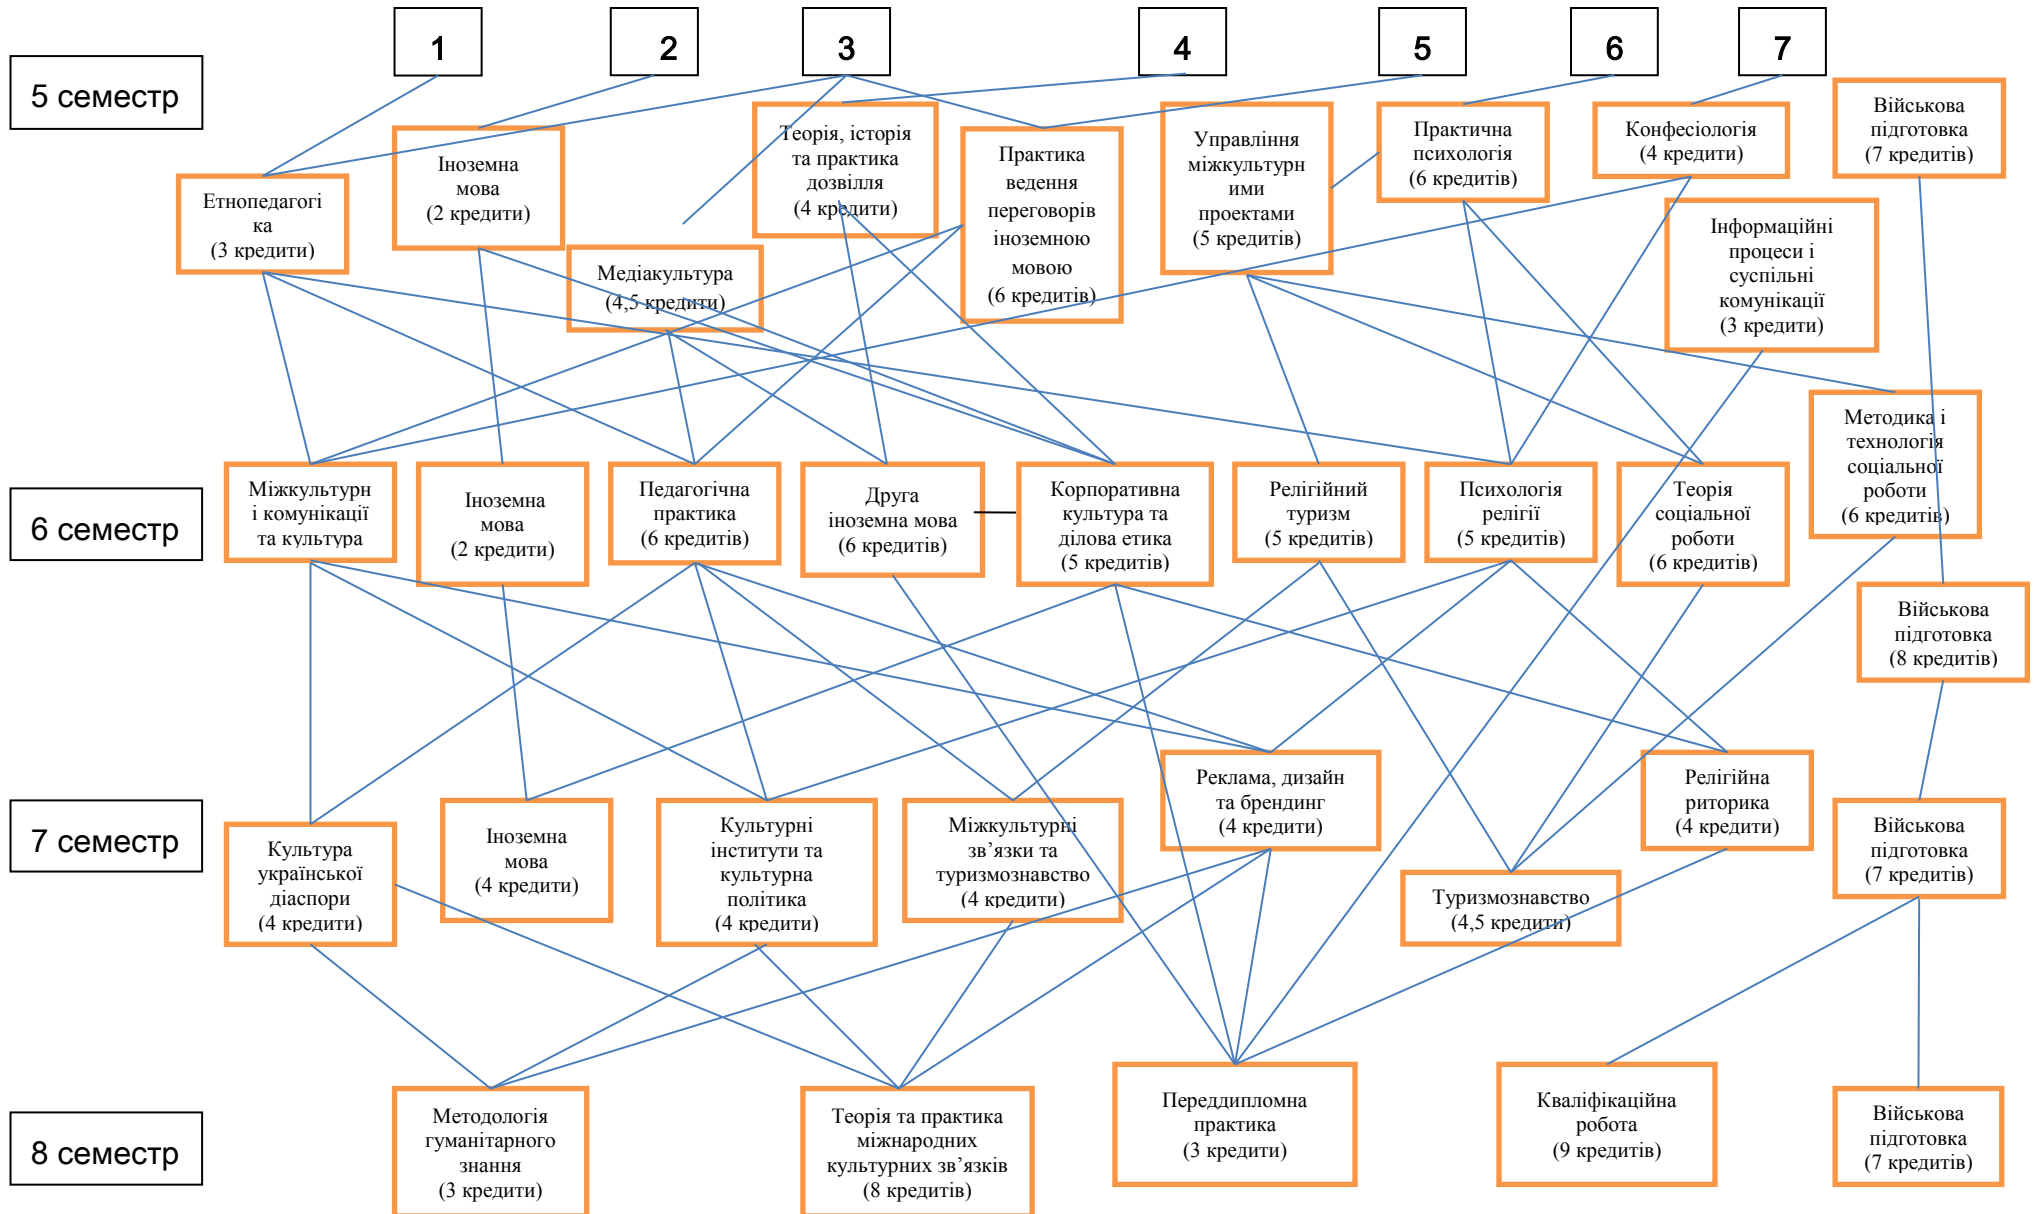 1
2
3
4
5
6
7
5 семестр
Етнопедагогі
ка
(3 кредити)
Іноземна
мова
(2 кредити)
Медіакультура
(4,5 кредити)
Теорія, історія
та практика
дозвілля
(4 кредити)
Практика
ведення
переговорів
іноземною
мовою
(6 кредитів)
Управління
міжкультурн
ими
проектами
(5 кредитів)
Практична
психологія
(6 кредитів)
Конфесіологія
(4 кредити)
Інформаційні
процеси і
суспільні
комунікації
(3 кредити)
Військова
підготовка
(7 кредитів)
6 семестр
Міжкультурн
і комунікації
та культура
Іноземна
мова
(2 кредити)
Педагогічна
практика
(6 кредитів)
Друга
іноземна мова
(6 кредитів)
Корпоративна
культура та
ділова етика
(5 кредитів)
Релігійний
туризм
(5 кредитів)
Психологія
релігії
(5 кредитів)
Теорія
соціальної
роботи
(6 кредитів)
Методика і
технологія
соціальної
роботи
(6 кредитів)
Військова
підготовка
(8 кредитів)
7 семестр
Культура
української
діаспори
(4 кредити)
Іноземна
мова
(4 кредити)
Культурні
інститути та
культурна
політика
(4 кредити)
Міжкультурні
зв’язки та
туризмознавство
(4 кредити)
Реклама, дизайн
та брендинг
(4 кредити)
Туризмознавство
(4,5 кредити)
Релігійна
риторика
(4 кредити)
Військова
підготовка
(7 кредитів)
8 семестр
Методологія
гуманітарного
знання
(3 кредити)
Теорія та практика
міжнародних
культурних зв’язків
(8 кредитів)
Переддипломна
практика
(3 кредити)
Кваліфікаційна
робота
(9 кредитів)
Військова
підготовка
(7 кредитів)